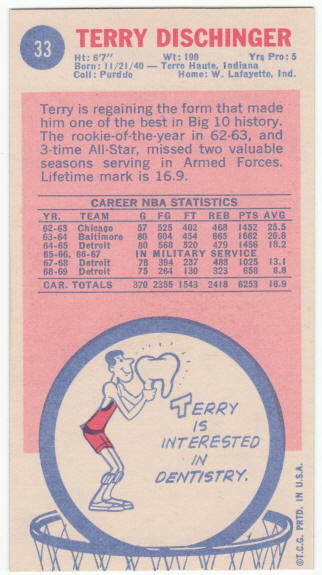 33
TERRY DISCHINGER
Ht: 6'7" Wt: 190 Yrs Pro: 5
Born: 11/21/40 — Terre Haute, Indiana
Coll: Purdue Home: W. Lafayette, Ind.
Terry is regaining the form that made
him one of the best in Big 10 history.
The rookie-of-the-year in 62-63, and
3-time All-Star, missed two valuable
seasons serving in Armed Forces.
Lifetime mark is 16.9.
CAREER NBA STATISTICS
YR. TEAM G FG FT REB PTS AVG
62-63 Chicago 57 525 402 468 1452 25.5
63-64 Baltimore 80 604 454 665 1662 20.8
64-65 Detroit 80 568 320 479 1456 18.2
65-66, 66-67 IN MILITARY SERVICE
67-68 Detroit 78 394 237 483 1025 13.1
68-69 Detroit 75 264 130 323 658 8.8
CAR. TOTALS 370 2355 1543 2418 6253 16.9
TERRY
IS
INTERESTED
IN
DENTISTRY.
©T.C.G. PRTD. IN U.S.A.